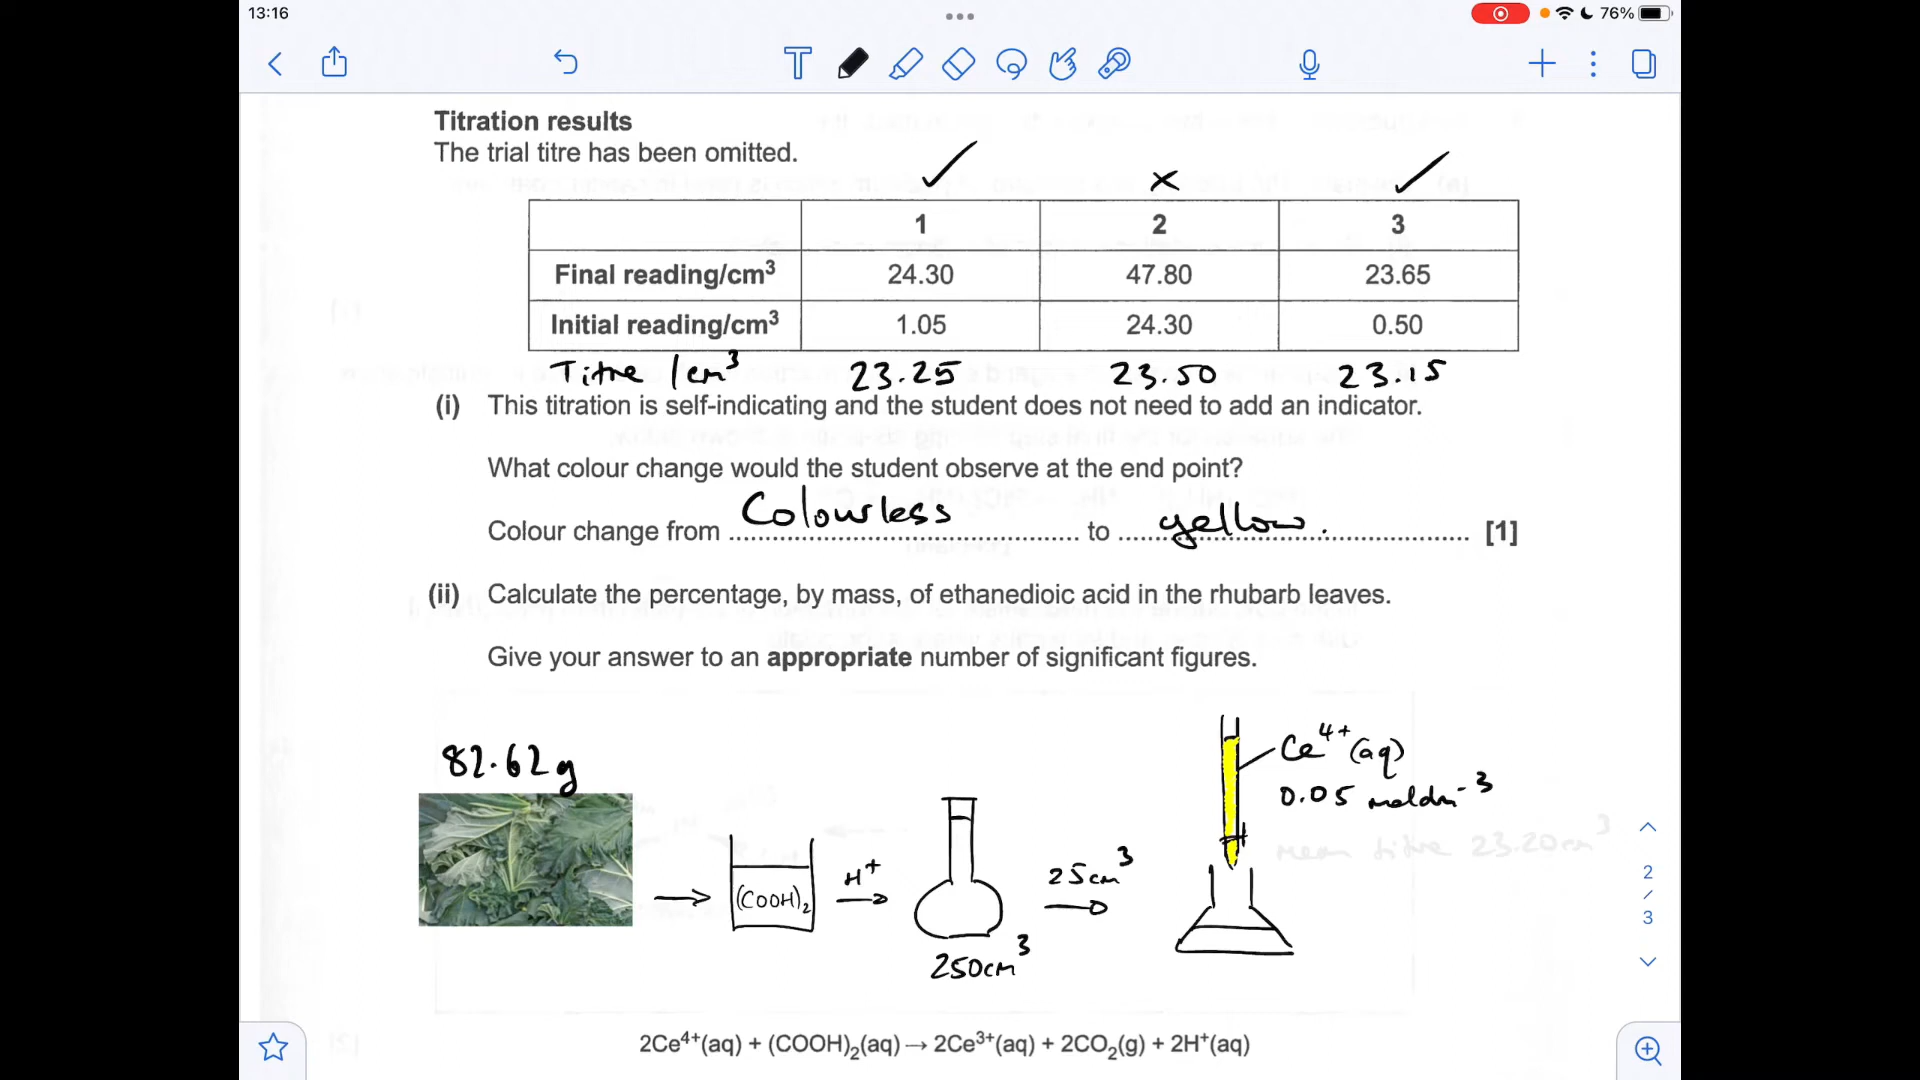 13:16
76%
Titration results
The trial titre has been omitted.
1 2 3
Final reading/cm³ 24.30 47.80 23.65
Initial reading/cm³ 1.05 24.30 0.50
Titre /cm³ 23.25 23.50 23.15
(i) This titration is self-indicating and the student does not need to add an indicator.
What colour change would the student observe at the end point?
Colour change from Colourless to yellow. [1]
(ii) Calculate the percentage, by mass, of ethanedioic acid in the rhubarb leaves.
Give your answer to an appropriate number of significant figures.
82.62g
Ce⁴⁺(aq)
0.05 moldm⁻³
mean titre 23.20cm³
(COOH)₂
H⁺
25cm³
250cm³
2
/
3
2Ce⁴⁺(aq) + (COOH)₂(aq) → 2Ce³⁺(aq) + 2CO₂(g) + 2H⁺(aq)